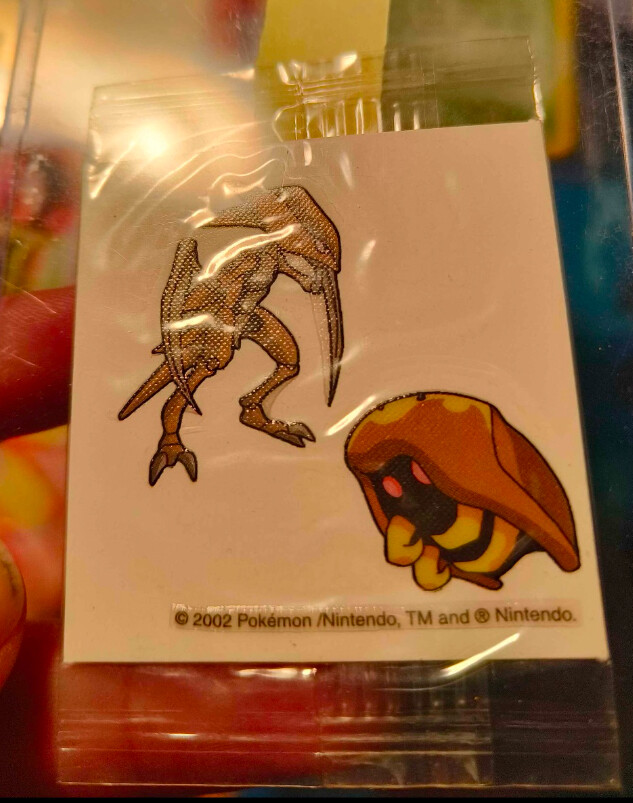 © 2002 Pokémon /Nintendo, TM and ® Nintendo.